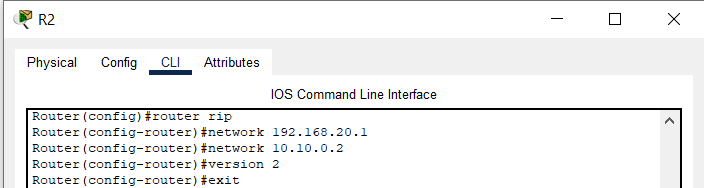 R2
Physical Config CLI Attributes
IOS Command Line Interface
Router(config)#router rip
Router(config-router)#network 192.168.20.1
Router(config-router)#network 10.10.0.2
Router(config-router)#version 2
Router(config-router)#exit